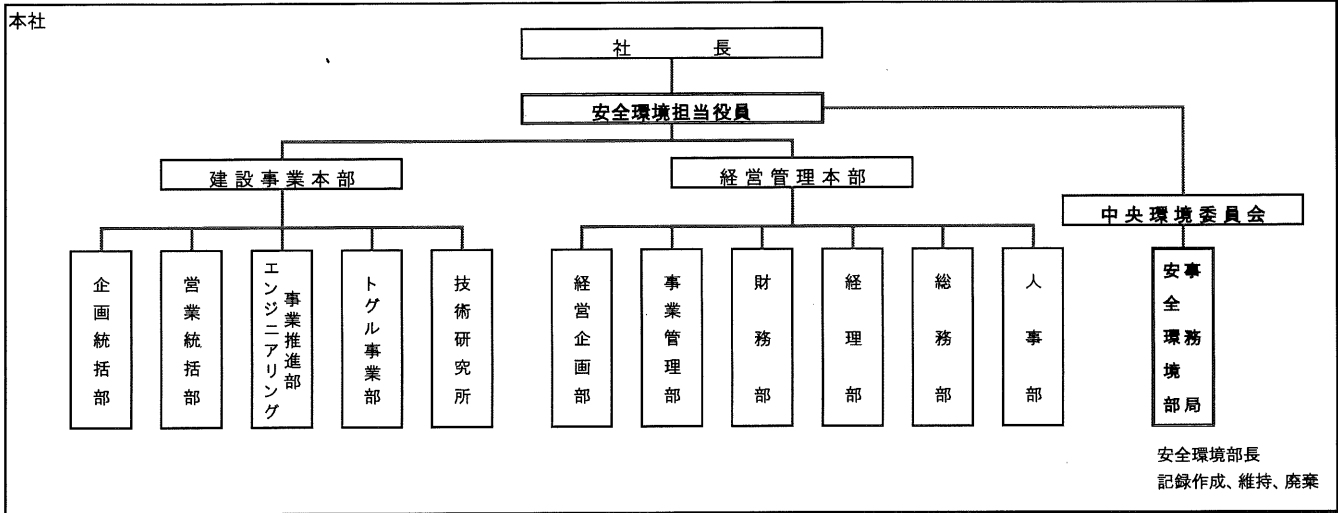 本社
社長
安全環境担当役員
建設事業本部
経営管理本部
中央環境委員会
企画統括部
営業統括部
エンジニアリング
事業推進部
トグル事業部
技術研究所
経営企画部
事業管理部
財務部
経理部
総務部
人事部
事務局
安全環境部
安全環境部長
記録作成、維持、廃棄